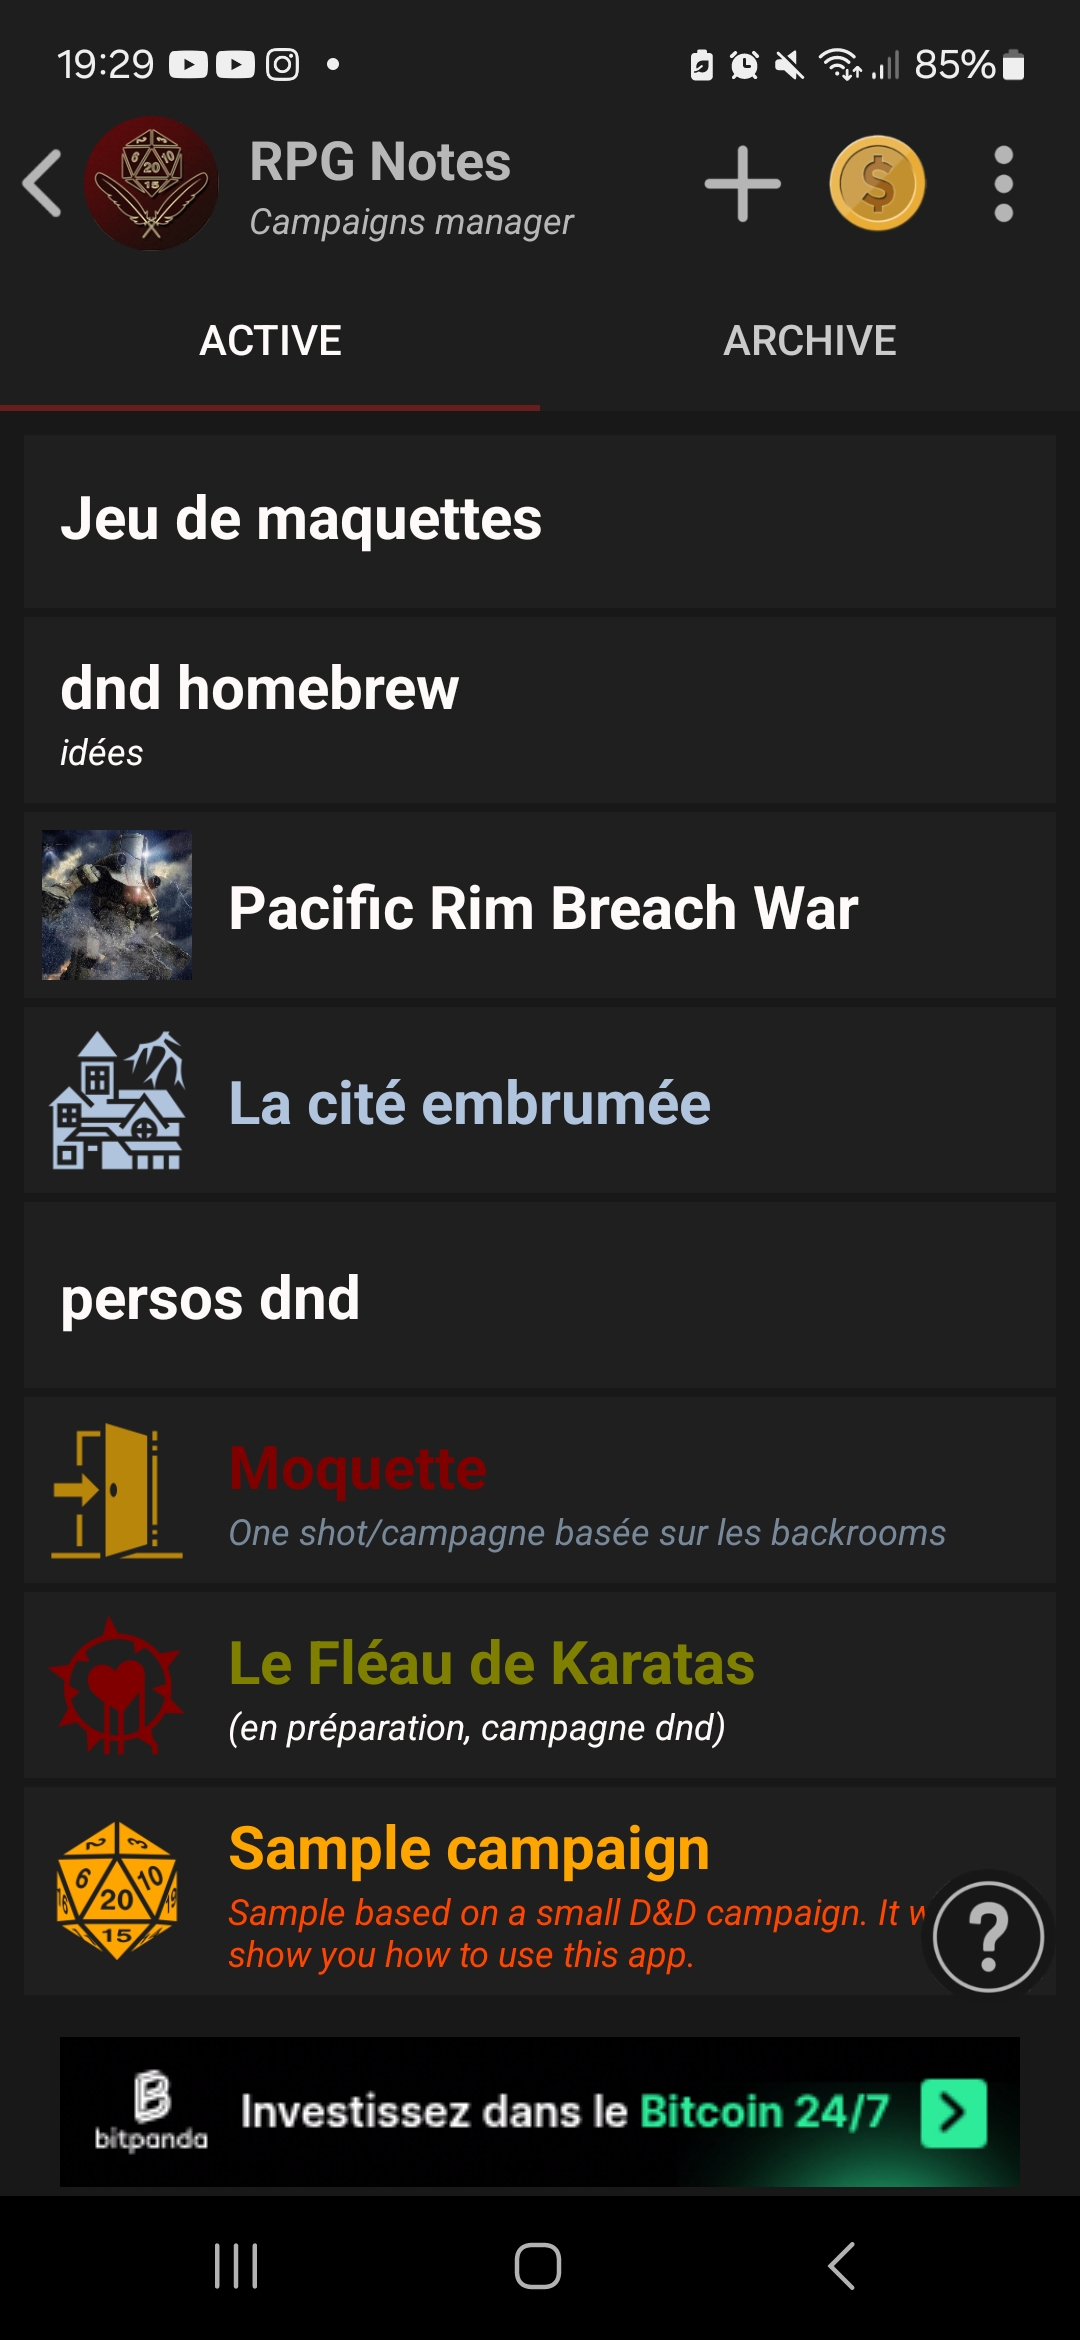 19:29
85%
RPG Notes
Campaigns manager
ACTIVE
ARCHIVE
Jeu de maquettes
dnd homebrew
idées
Pacific Rim Breach War
La cité embrumée
persos dnd
Moquette
One shot/campagne basée sur les backrooms
Le Fléau de Karatas
(en préparation, campagne dnd)
Sample campaign
Sample based on a small D&D campaign. It
show you how to use this app.
bitpanda
Investissez dans le Bitcoin 24/7